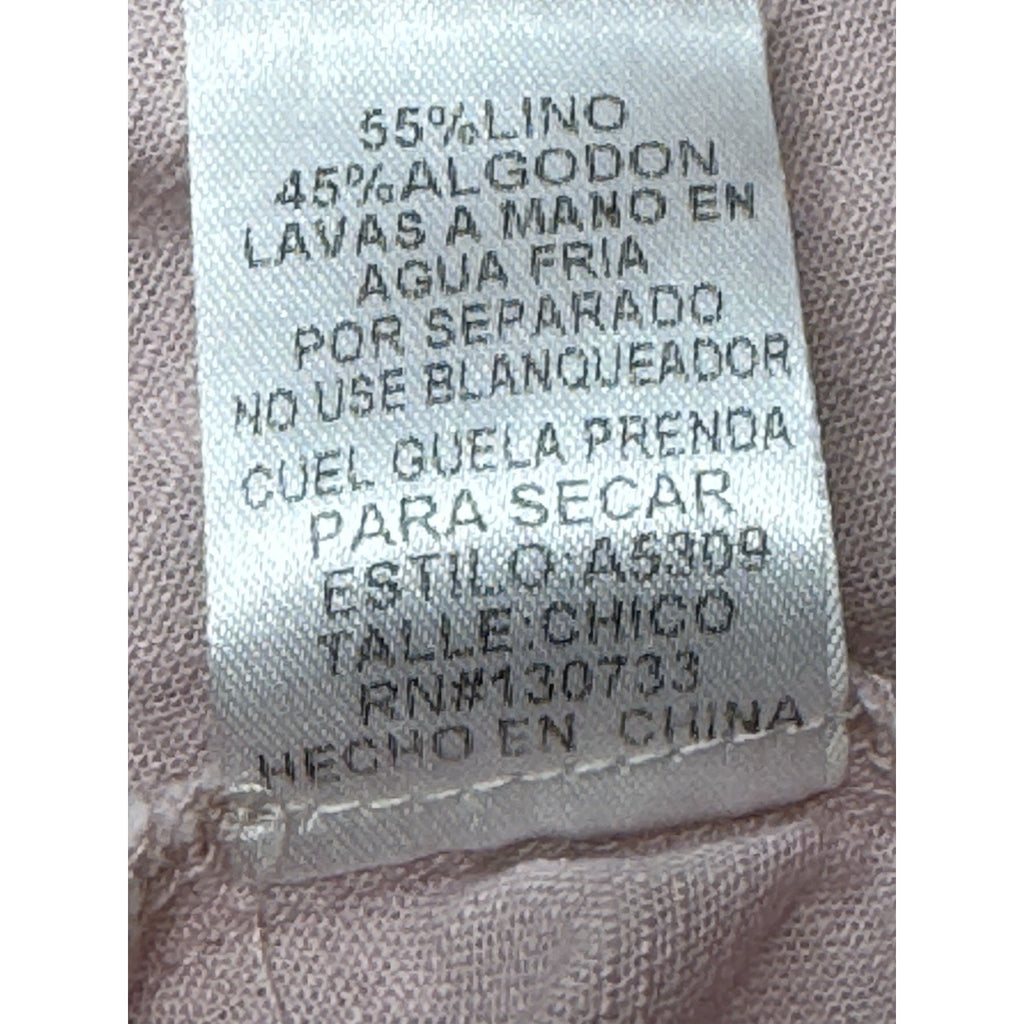 55%LINO
45%ALGODON
LAVAS A MANO EN
AGUA FRIA
POR SEPARADO
NO USE BLANQUEADOR
CUEL GUELA PRENDA
PARA SECAR
ESTILO:A5309
TALLE:CHICO
RN#130733
HECHO EN CHINA